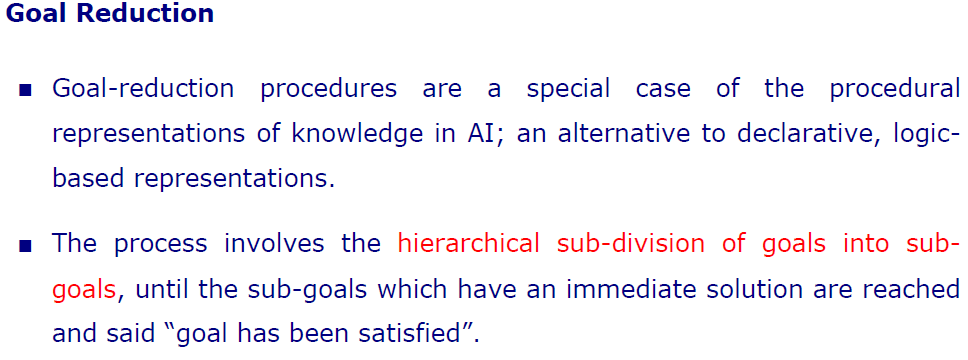 Goal Reduction
▪ Goal-reduction procedures are a special case of the procedural
representations of knowledge in AI; an alternative to declarative, logic-
based representations.
▪ The process involves the hierarchical sub-division of goals into sub-
goals, until the sub-goals which have an immediate solution are reached
and said “goal has been satisfied”.